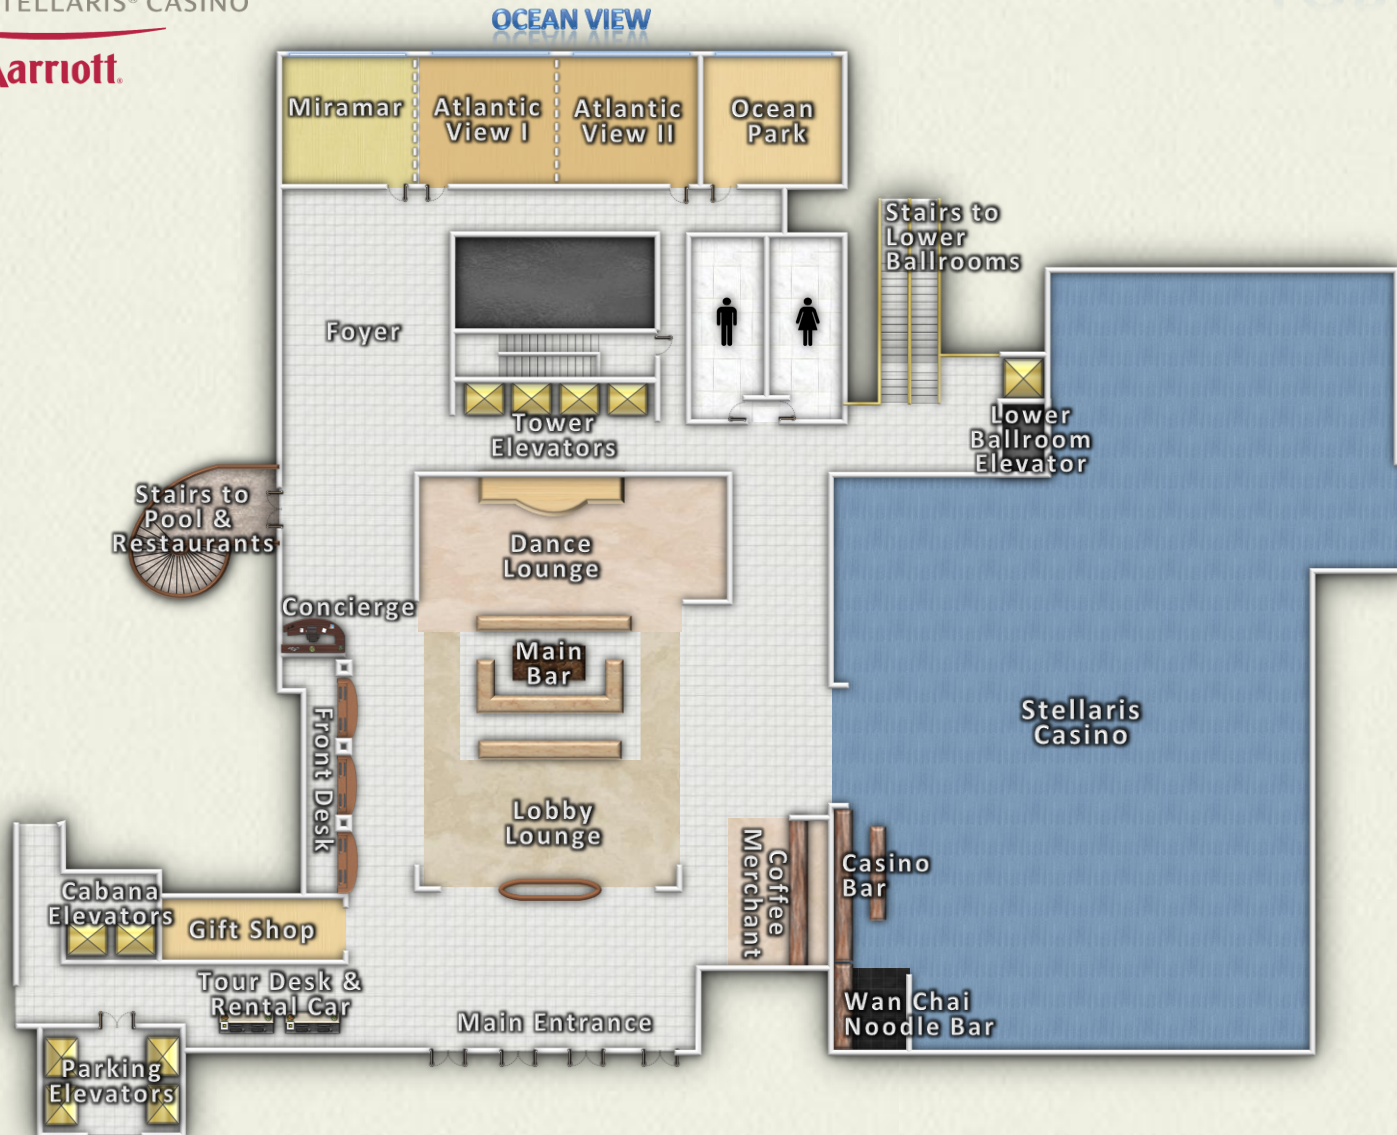 STELLARIS® CASINO
Marriott®
OCEAN VIEW
Miramar
Atlantic
View I
Atlantic
View II
Ocean
Park
Stairs to
Lower
Ballrooms
Foyer
Tower
Elevators
Lower
Ballroom
Elevator
Stairs to
Pool &
Restaurants
Dance
Lounge
Concierge
Main
Bar
Front Desk
Stellaris
Casino
Lobby
Lounge
Coffee
Merchant
Casino
Bar
Cabana
Elevators
Gift Shop
Tour Desk &
Rental Car
Main Entrance
Wan Chai
Noodle Bar
Parking
Elevators